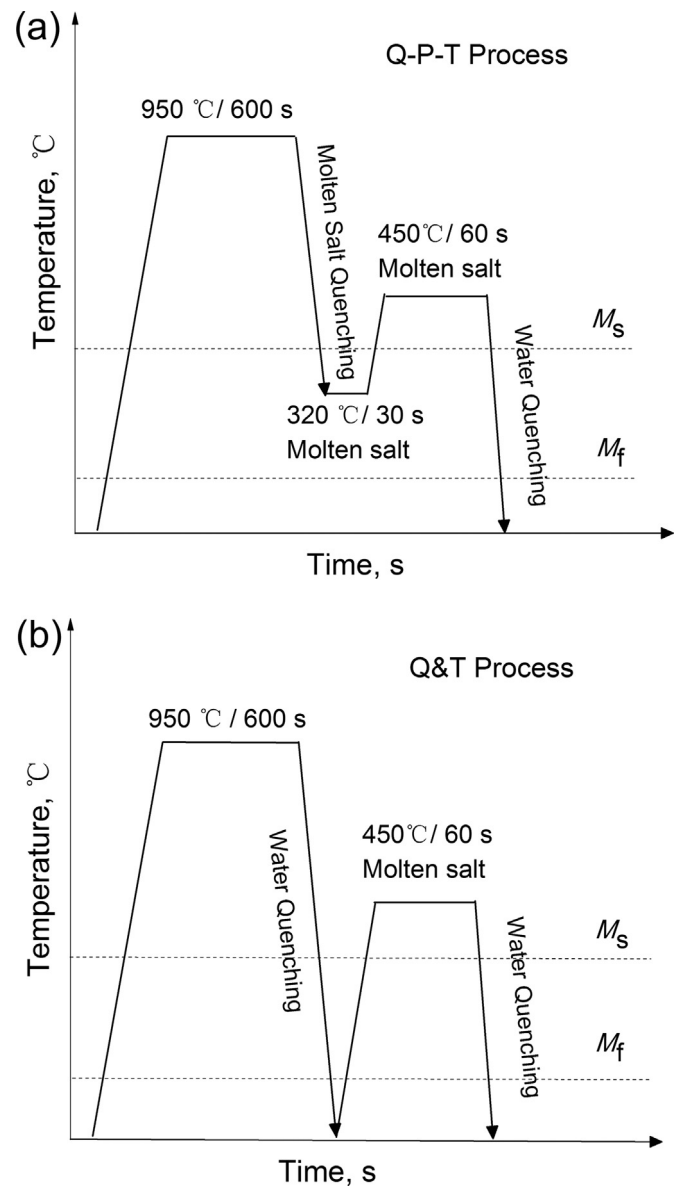 (a)
Q-P-T Process
950 ℃/ 600 s
Molten Salt Quenching
450℃/ 60 s
Molten salt
Temperature, ℃
Ms
Water Quenching
320 ℃/ 30 s
Molten salt
Mf
Time, s
(b)
Q&T Process
950 ℃ / 600 s
Water Quenching
450℃/ 60 s
Molten salt
Temperature, ℃
Ms
Water Quenching
Mf
Time, s